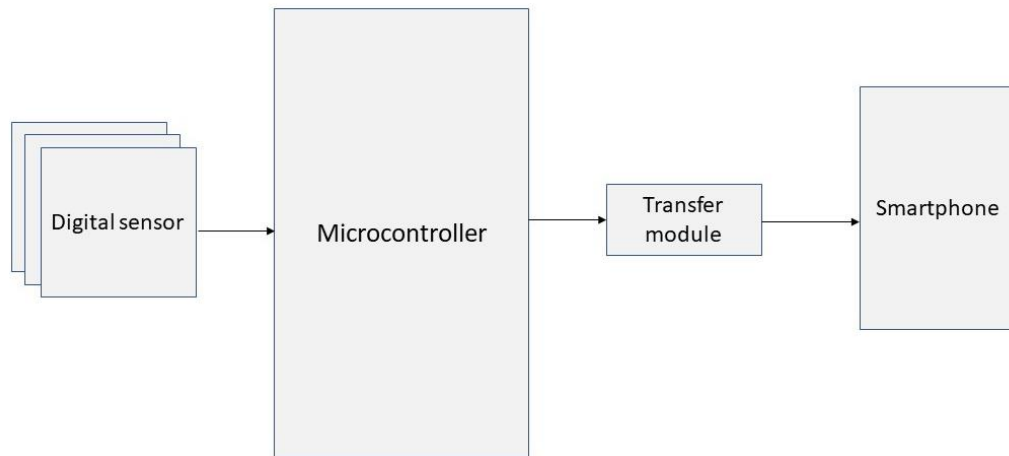 Digital sensor
Microcontroller
Transfer
module
Smartphone